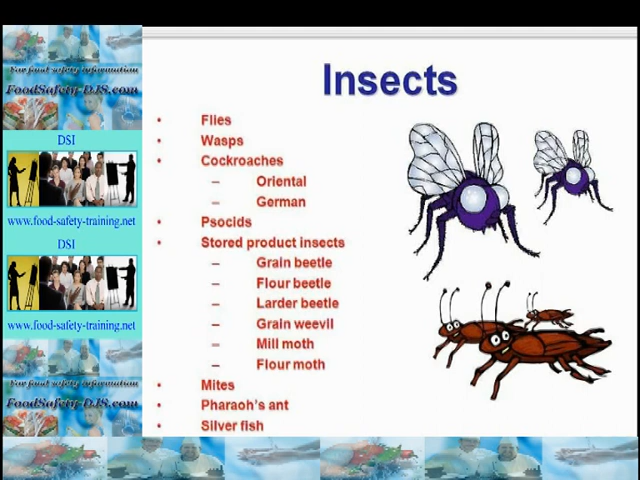 For food safety information
FoodSafety-DJS.com
DSI
www.food-safety-training.net
DSI
www.food-safety-training.net
For food safety information
FoodSafety-DJS.com
Insects
• Flies
• Wasps
• Cockroaches
– Oriental
– German
• Psocids
• Stored product insects
– Grain beetle
– Flour beetle
– Larder beetle
– Grain weevil
– Mill moth
– Flour moth
• Mites
• Pharaoh's ant
• Silver fish